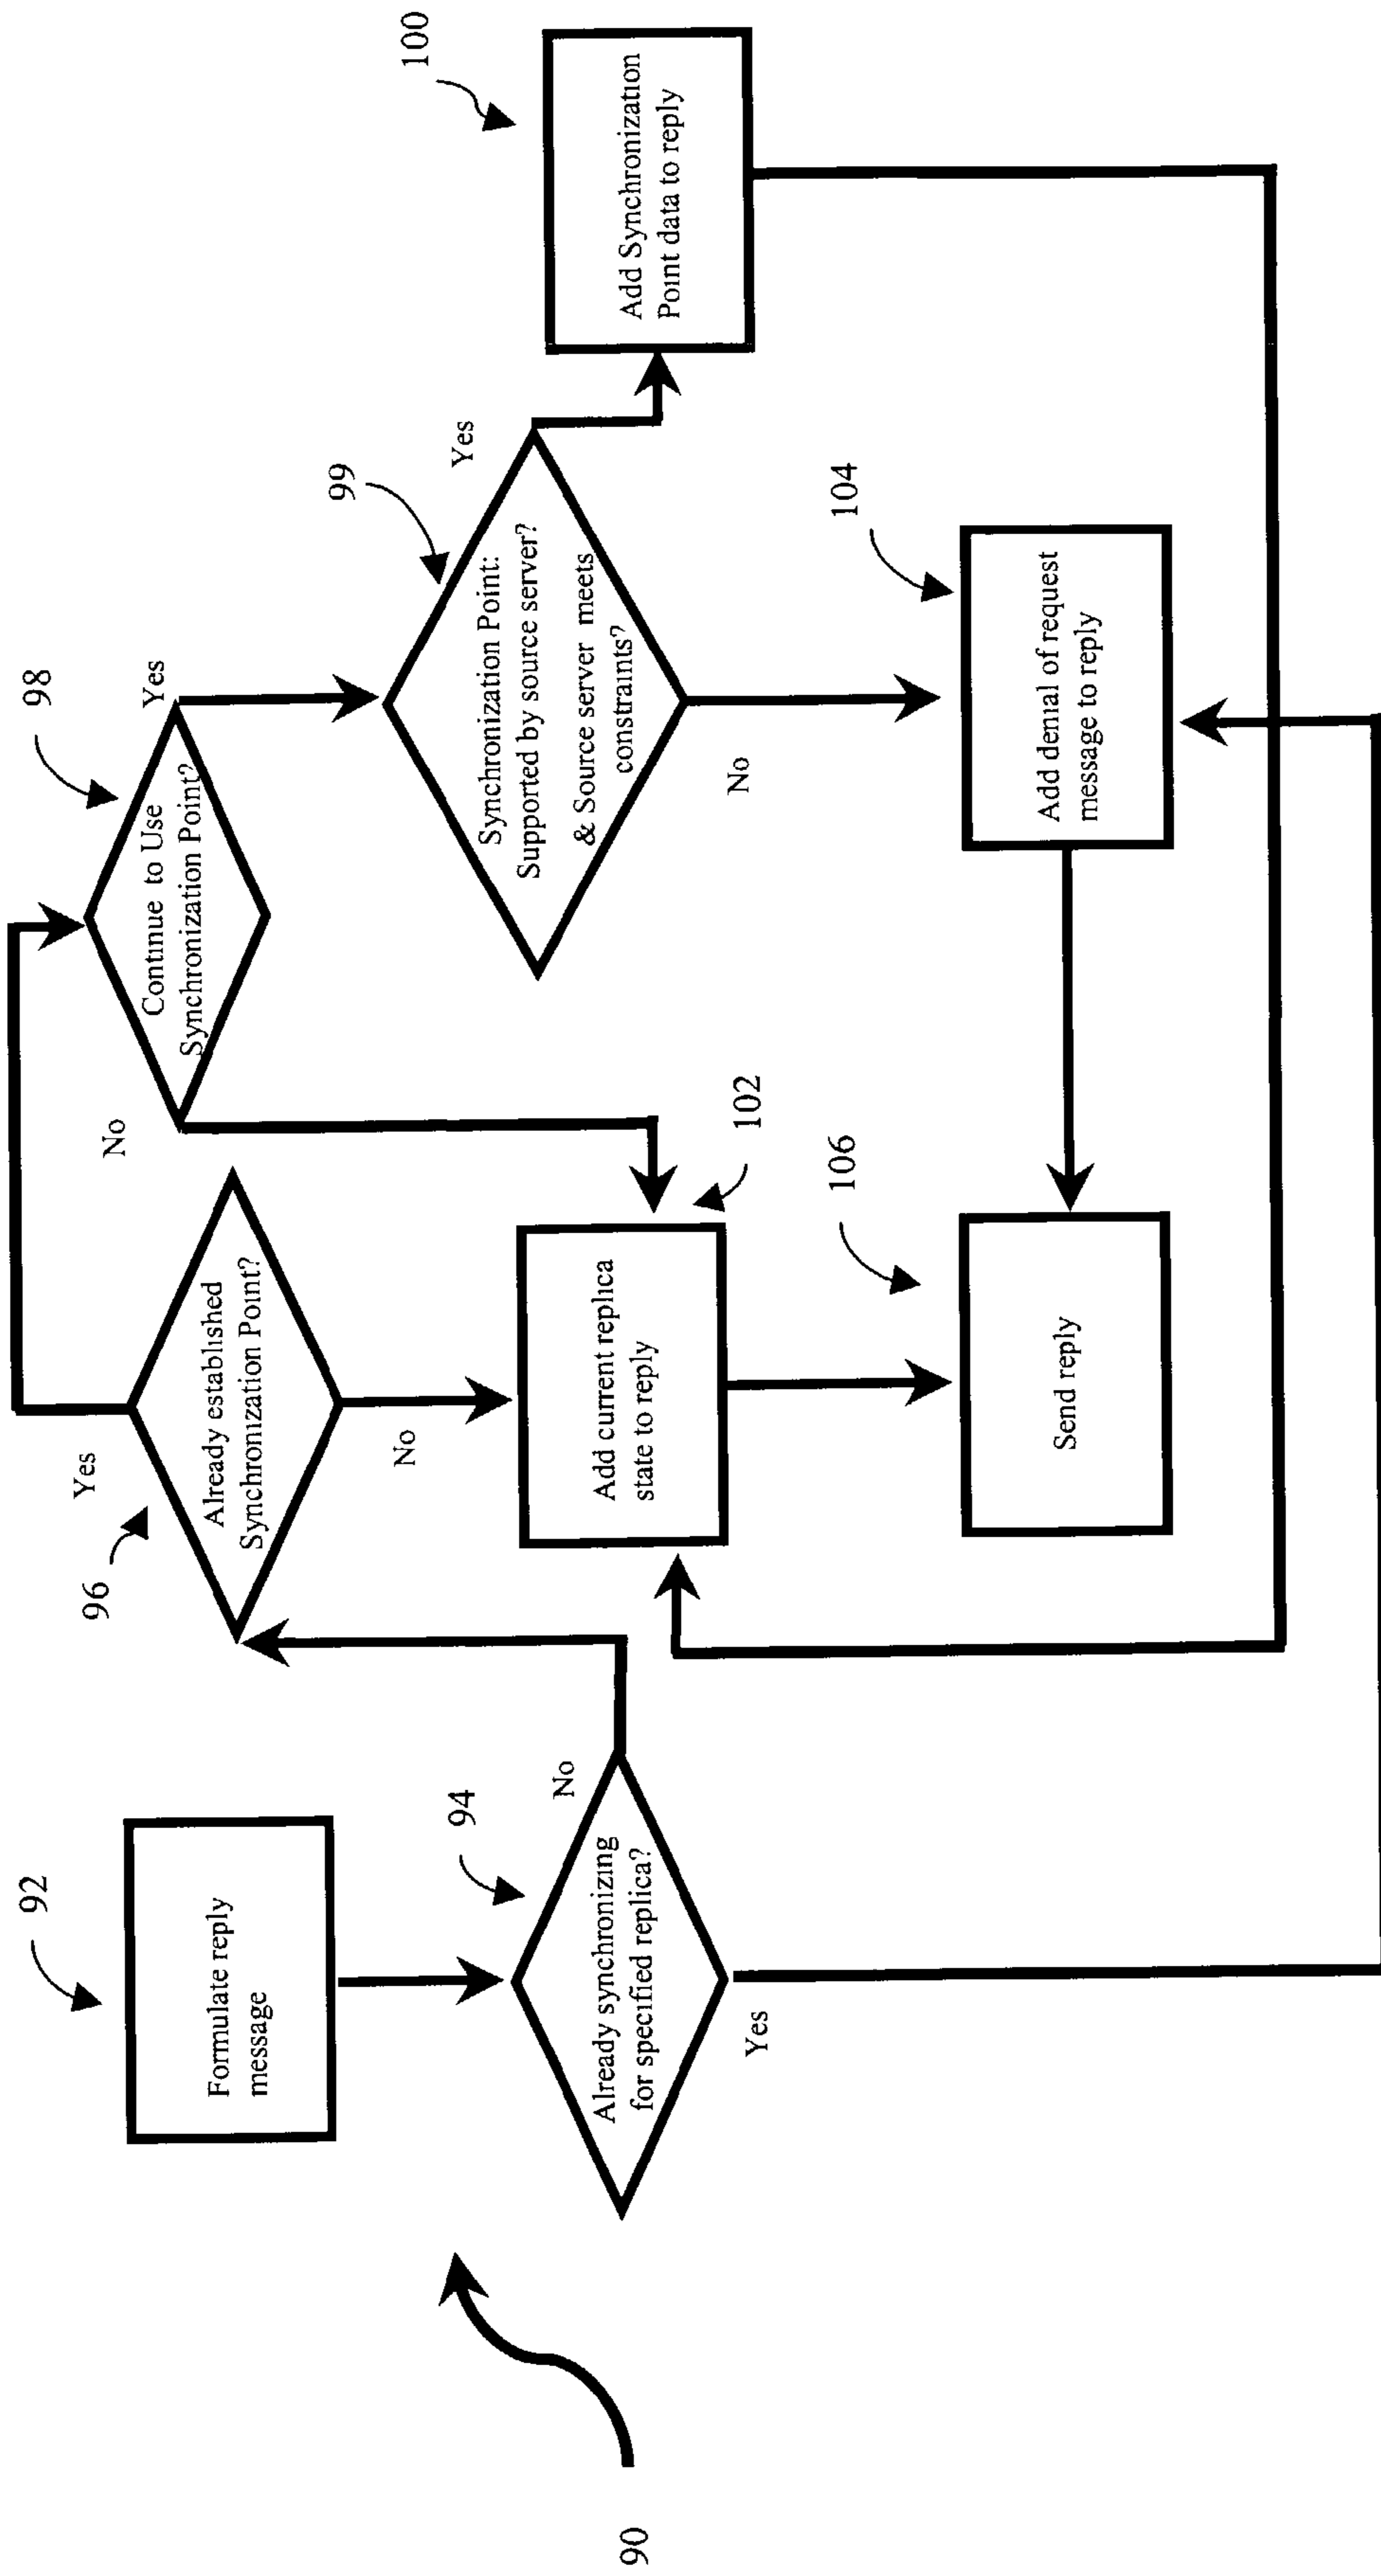 90
92
Formulate reply
message
94
Already synchronizing
for specified replica?
No
Yes
96
Already established
Synchronization Point?
Yes
No
98
Continue to Use
Synchronization Point?
Yes
No
99
Synchronization Point:
Supported by source server?
& Source server meets
constraints?
Yes
No
100
Add Synchronization
Point data to reply
102
Add current replica
state to reply
104
Add denial of request
message to reply
106
Send reply